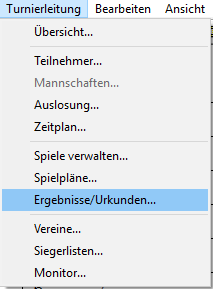 Turnierleitung Bearbeiten Ansicht
Übersicht...
Teilnehmer...
Mannschaften...
Auslosung...
Zeitplan...
Spiele verwalten...
Spielpläne...
Ergebnisse/Urkunden...
Vereine...
Siegerlisten...
Monitor...